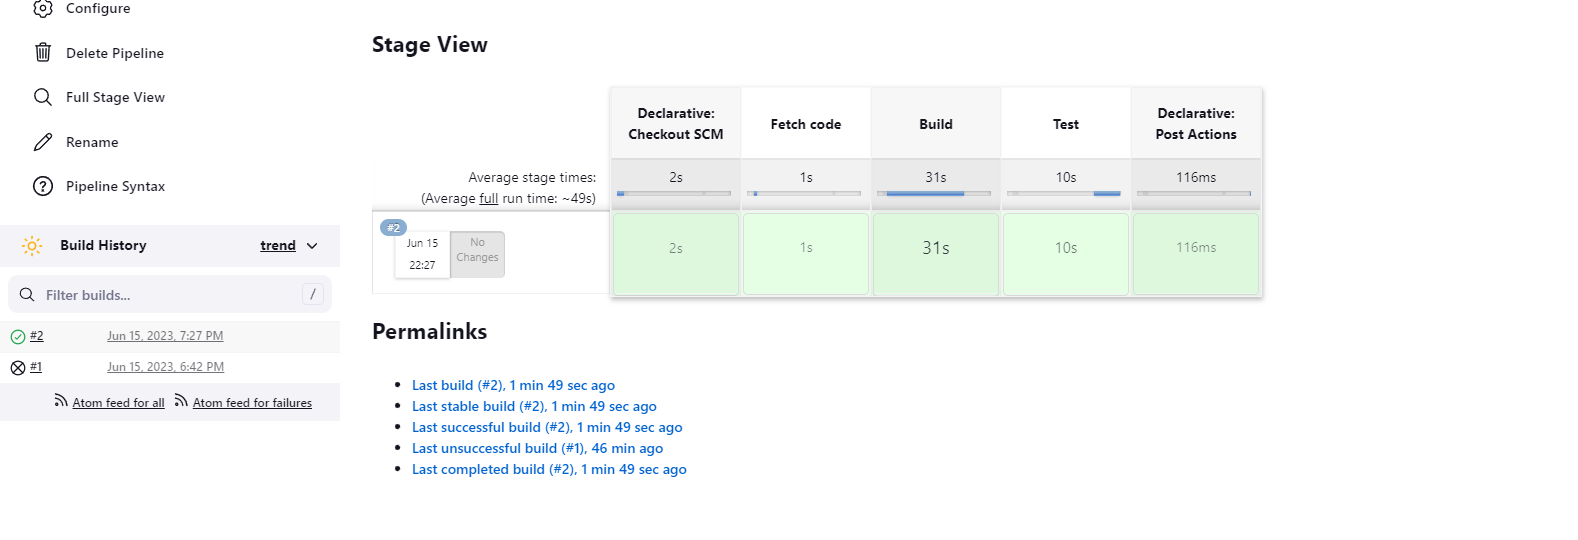 Configure
Delete Pipeline
Full Stage View
Rename
Pipeline Syntax
Build History
trend
Filter builds...
/
#2
Jun 15, 2023, 7:27 PM
#1
Jun 15, 2023, 6:42 PM
Atom feed for all
Atom feed for failures
Stage View
Declarative:
Checkout SCM
Fetch code
Build
Test
Declarative:
Post Actions
Average stage times:
(Average full run time: ~49s)
2s
1s
31s
10s
116ms
#2
Jun 15
22:27
No
Changes
2s
1s
31s
10s
116ms
Permalinks
Last build (#2), 1 min 49 sec ago
Last stable build (#2), 1 min 49 sec ago
Last successful build (#2), 1 min 49 sec ago
Last unsuccessful build (#1), 46 min ago
Last completed build (#2), 1 min 49 sec ago